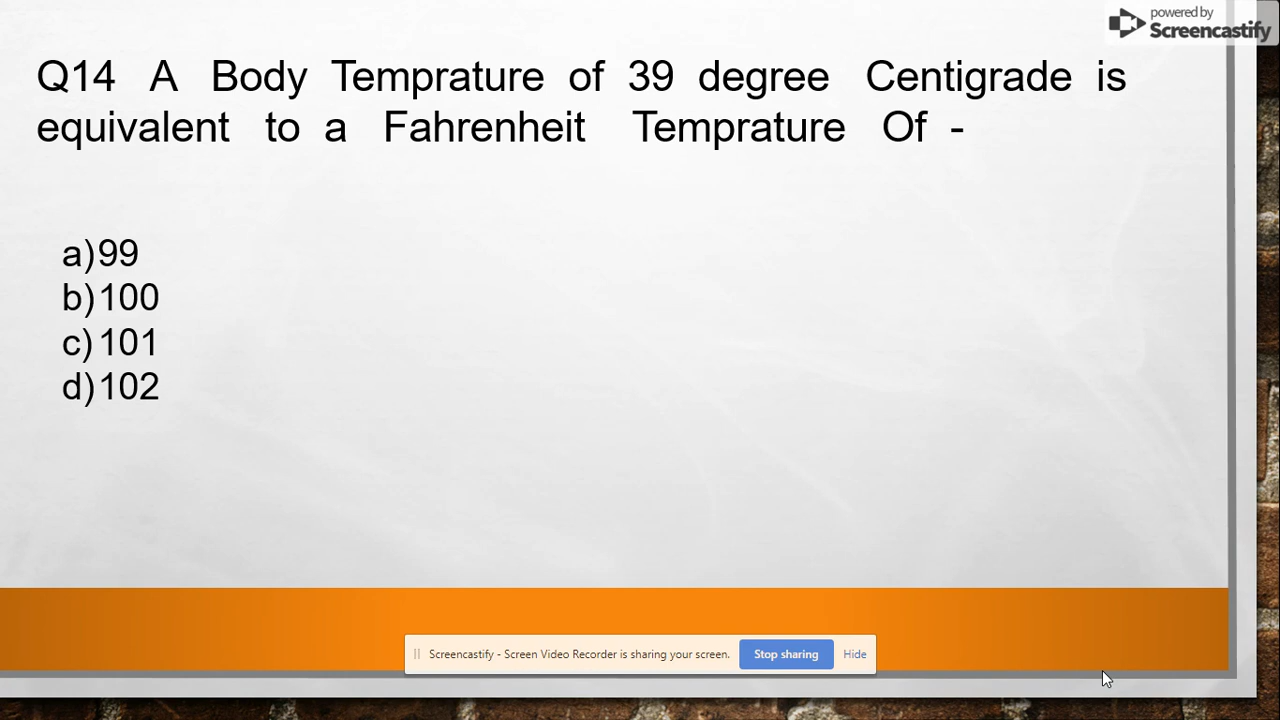 powered by
Screencastify
Q14 A Body Temprature of 39 degree Centigrade is
equivalent to a Fahrenheit Temprature Of -
a)99
b)100
c)101
d)102
Screencastify - Screen Video Recorder is sharing your screen. Stop sharing Hide